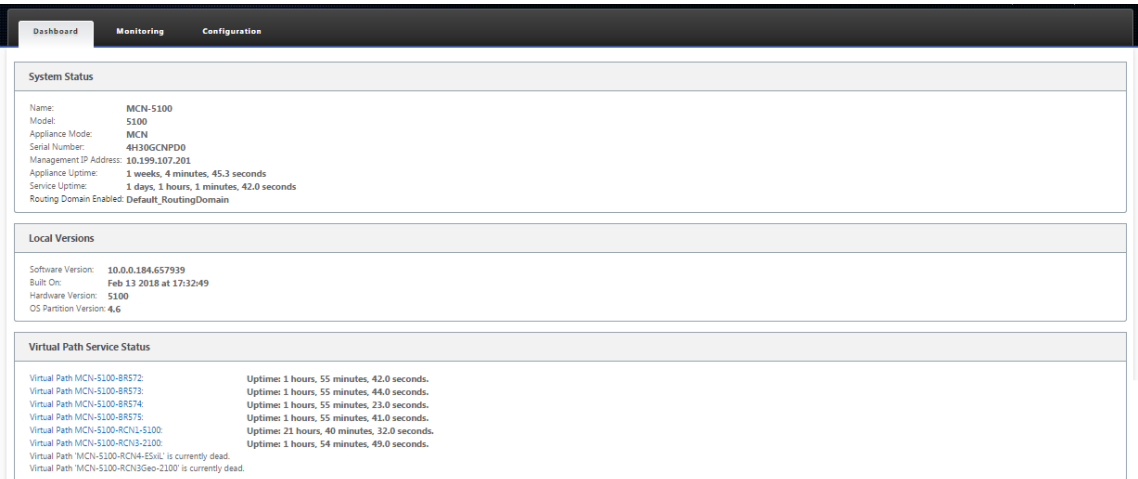 Dashboard Monitoring Configuration
System Status
Name: MCN-5100
Model: 5100
Appliance Mode: MCN
Serial Number: 4H30GCNPD0
Management IP Address: 10.199.107.201
Appliance Uptime: 1 weeks, 4 minutes, 45.3 seconds
Service Uptime: 1 days, 1 hours, 1 minutes, 42.0 seconds
Routing Domain Enabled: Default_RoutingDomain
Local Versions
Software Version: 10.0.0.184.657939
Built On: Feb 13 2018 at 17:32:49
Hardware Version: 5100
OS Partition Version: 4.6
Virtual Path Service Status
Virtual Path MCN-5100-BR572: Uptime: 1 hours, 55 minutes, 42.0 seconds.
Virtual Path MCN-5100-BR573: Uptime: 1 hours, 55 minutes, 44.0 seconds.
Virtual Path MCN-5100-BR574: Uptime: 1 hours, 55 minutes, 23.0 seconds.
Virtual Path MCN-5100-BR575: Uptime: 1 hours, 55 minutes, 41.0 seconds.
Virtual Path MCN-5100-RCN1-5100: Uptime: 21 hours, 40 minutes, 32.0 seconds.
Virtual Path MCN-5100-RCN3-2100: Uptime: 1 hours, 54 minutes, 49.0 seconds.
Virtual Path 'MCN-5100-RCN4-ESxiL' is currently dead.
Virtual Path 'MCN-5100-RCN3Geo-2100' is currently dead.